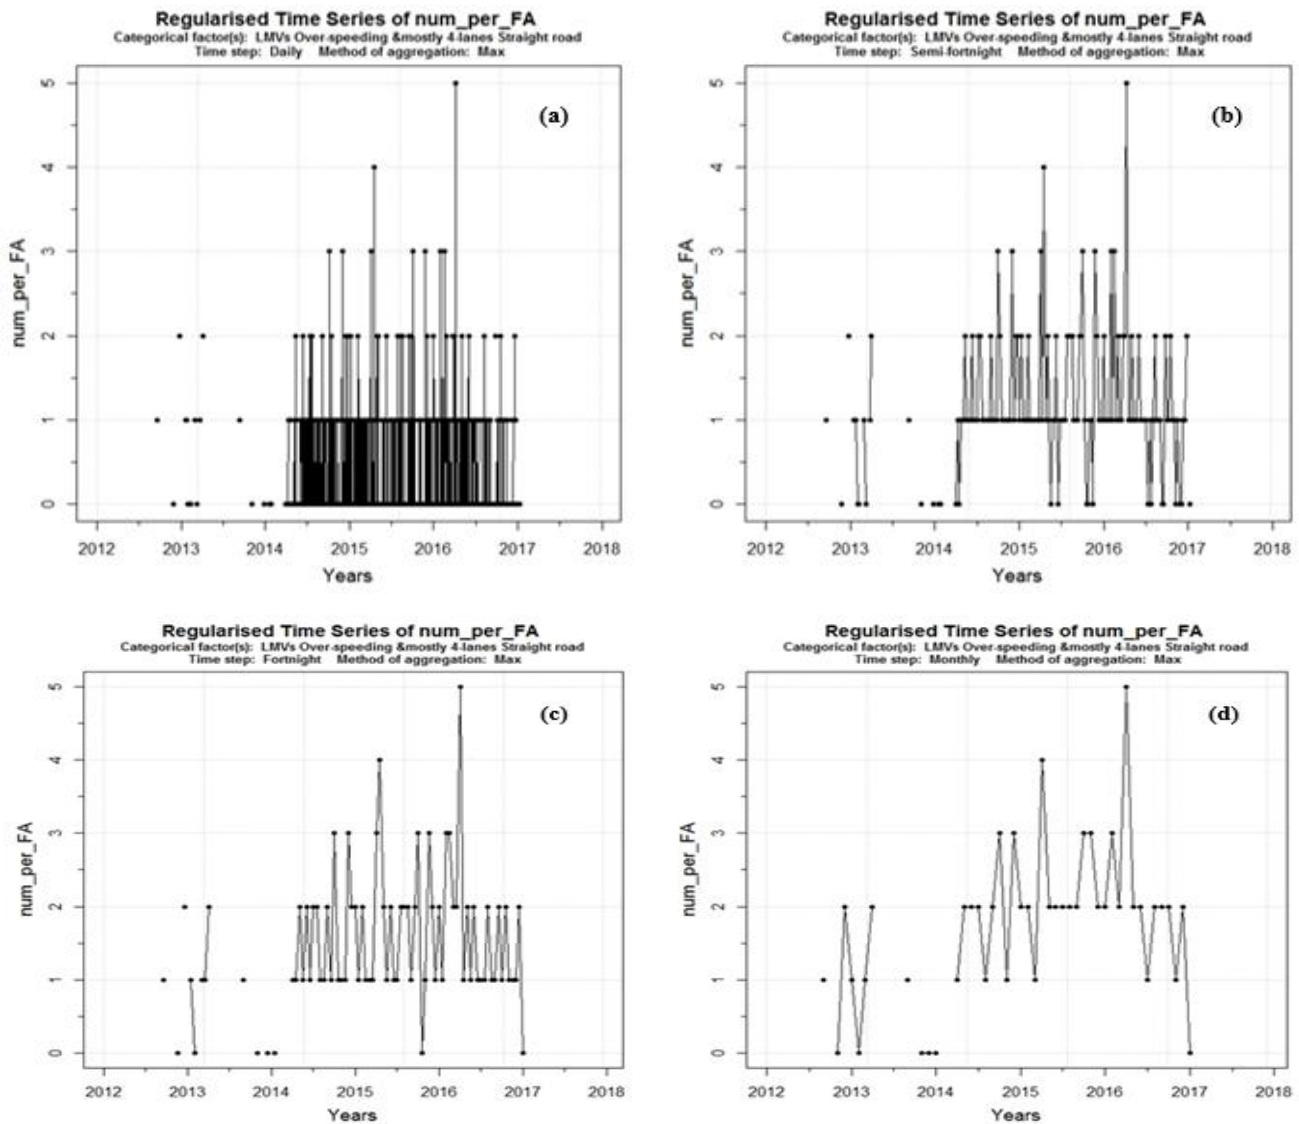 Regularised Time Series of num_per_FA
Categorical factor(s): LMVs Over-speeding &mostly 4-lanes Straight road
Time step: Daily Method of aggregation: Max
(a)
num_per_FA
5
4
3
2
1
0
2012 2013 2014 2015 2016 2017 2018
Years
Regularised Time Series of num_per_FA
Categorical factor(s): LMVs Over-speeding &mostly 4-lanes Straight road
Time step: Semi-fortnight Method of aggregation: Max
(b)
num_per_FA
5
4
3
2
1
0
2012 2013 2014 2015 2016 2017 2018
Years
Regularised Time Series of num_per_FA
Categorical factor(s): LMVs Over-speeding &mostly 4-lanes Straight road
Time step: Fortnight Method of aggregation: Max
(c)
num_per_FA
5
4
3
2
1
0
2012 2013 2014 2015 2016 2017 2018
Years
Regularised Time Series of num_per_FA
Categorical factor(s): LMVs Over-speeding &mostly 4-lanes Straight road
Time step: Monthly Method of aggregation: Max
(d)
num_per_FA
5
4
3
2
1
0
2012 2013 2014 2015 2016 2017 2018
Years